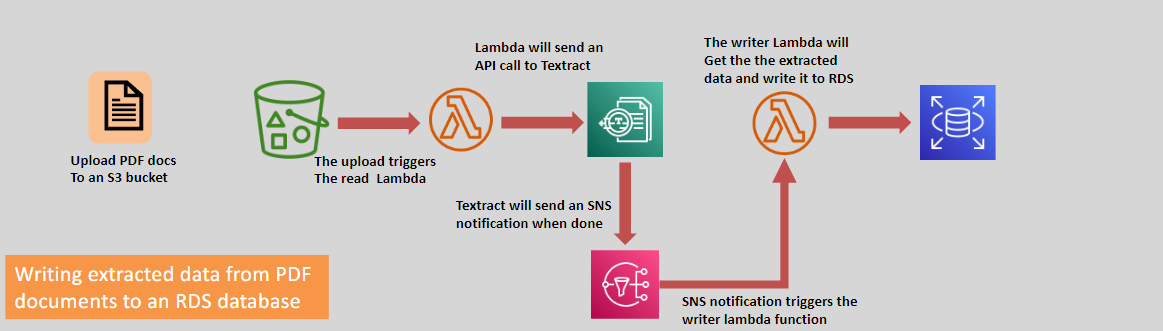 Upload PDF docs
To an S3 bucket
The upload triggers
The read Lambda
Lambda will send an
API call to Textract
Textract will send an SNS
notification when done
SNS notification triggers the
writer lambda function
The writer Lambda will
Get the the extracted
data and write it to RDS
Writing extracted data from PDF
documents to an RDS database